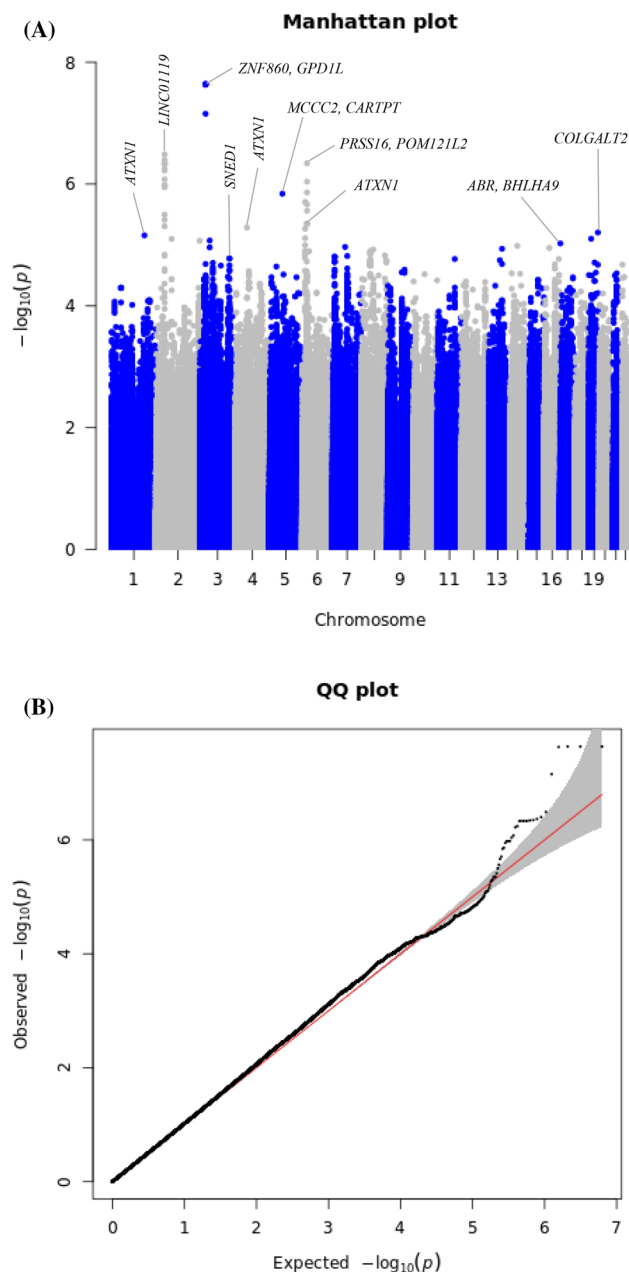 (A)
Manhattan plot
8
6
4
2
0
−log10(p)
ZNF860, GPD1L
LINC01119
MCCC2, CARTPT
ATXN1
SNED1
ATXN1
PRSS16, POM121L2
ATXN1
ABR, BHLHA9
COLGALT2
1 2 3 4 5 6 7 9 11 13 16 19
Chromosome
(B)
QQ plot
6
4
2
0
Observed −log10(p)
0 1 2 3 4 5 6 7
Expected −log10(p)